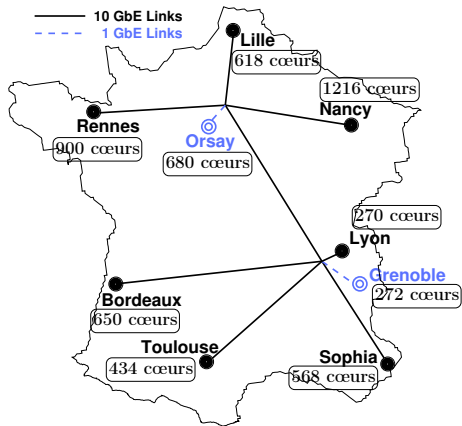 10 GbE Links
1 GbE Links
Lille
618 cœurs
1216 cœurs
Nancy
Rennes
900 cœurs
Orsay
680 cœurs
270 cœurs
Lyon
Grenoble
272 cœurs
Bordeaux
650 cœurs
Toulouse
434 cœurs
Sophia
568 cœurs